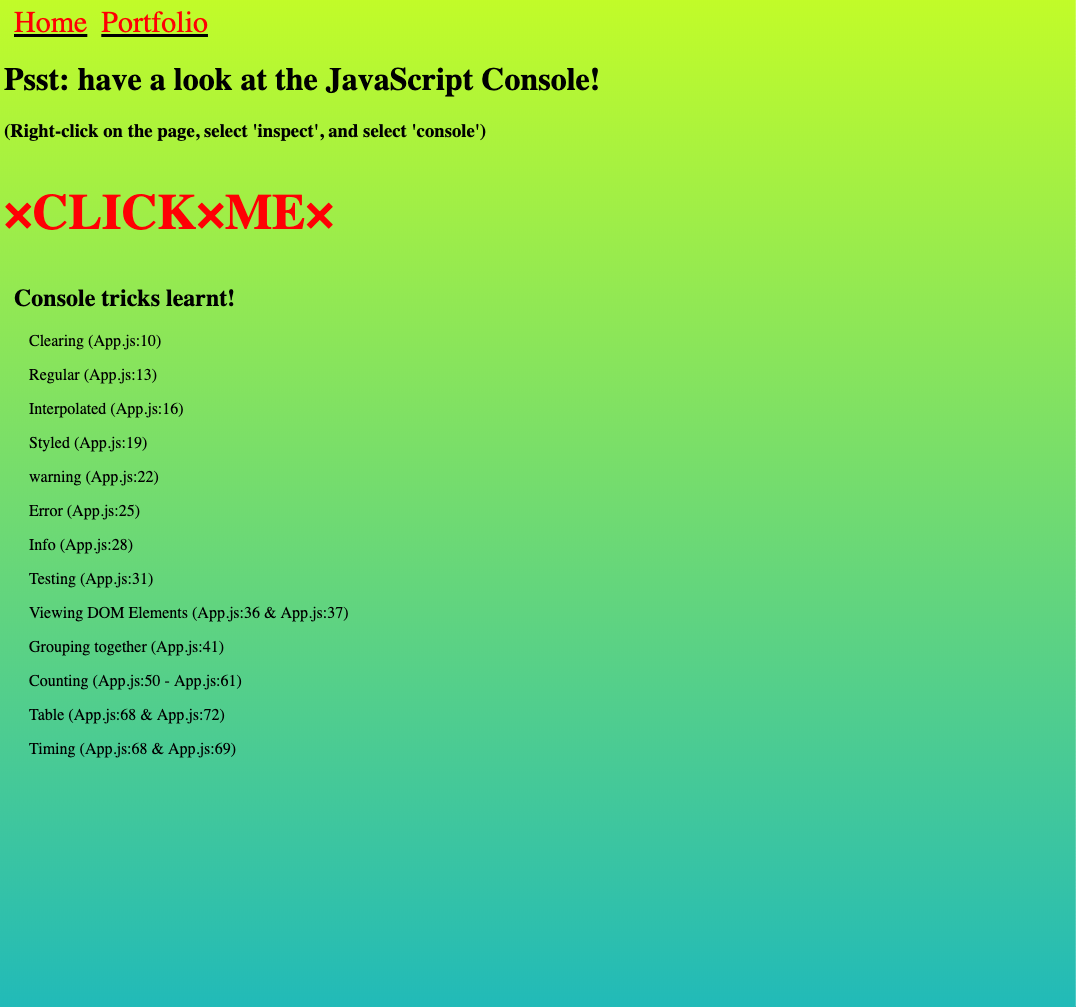 Home Portfolio
Psst: have a look at the JavaScript Console!
(Right-click on the page, select 'inspect', and select 'console')
×CLICK×ME×
Console tricks learnt!
Clearing (App.js:10)
Regular (App.js:13)
Interpolated (App.js:16)
Styled (App.js:19)
warning (App.js:22)
Error (App.js:25)
Info (App.js:28)
Testing (App.js:31)
Viewing DOM Elements (App.js:36 & App.js:37)
Grouping together (App.js:41)
Counting (App.js:50 - App.js:61)
Table (App.js:68 & App.js:72)
Timing (App.js:68 & App.js:69)